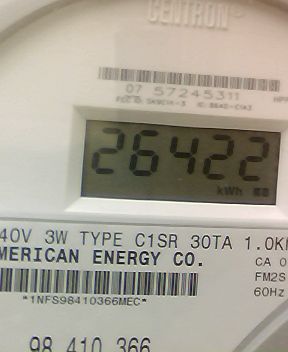 CENTRON®
07 57245311
26422
kWh
40V 3W TYPE C1SR 30TA 1.0K
MERICAN ENERGY CO.
CA 0
FM2S
60Hz
*1NFS98410366MEC*
98 410 366